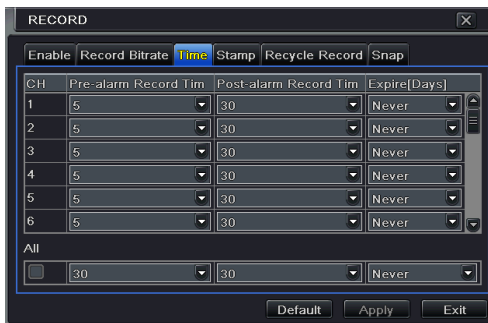 RECORD
Enable Record Bitrate Time Stamp Recycle Record Snap
CH Pre-alarm Record Tim Post-alarm Record Tim Expire[Days]
1 5 30 Never
2 5 30 Never
3 5 30 Never
4 5 30 Never
5 5 30 Never
6 5 30 Never
All
30 30 Never
Default Apply Exit